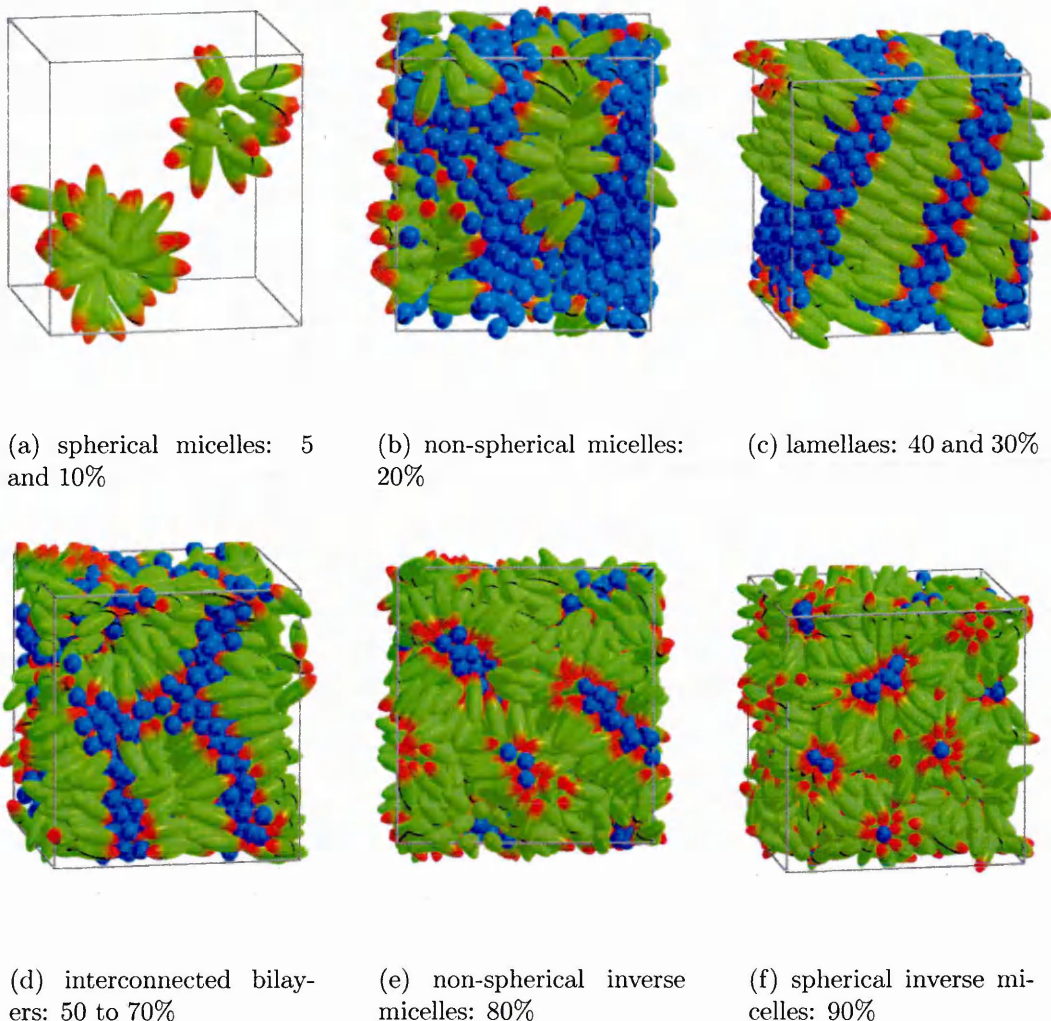 (a) spherical micelles: 5
and 10%
(b) non-spherical micelles:
20%
(c) lamellaes: 40 and 30%
(d) interconnected bilay-
ers: 50 to 70%
(e) non-spherical inverse
micelles: 80%
(f) spherical inverse mi-
celles: 90%